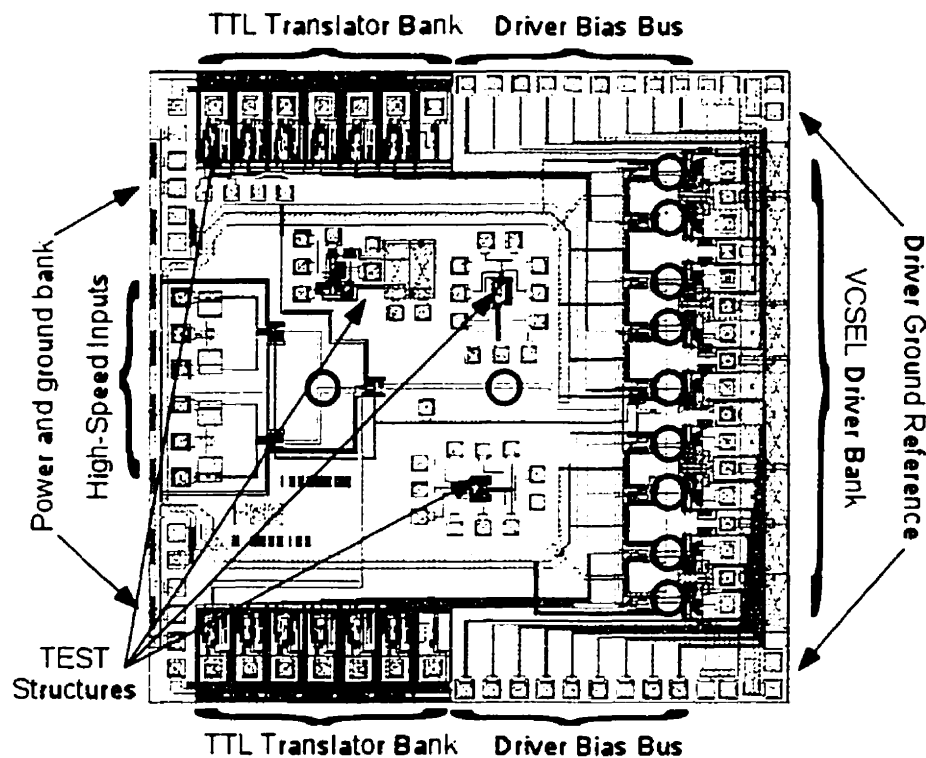 TTL Translator Bank
Driver Bias Bus
Power and ground bank
High-Speed Inputs
VCSEL Driver Bank
Driver Ground Reference
TEST
Structures
TTL Translator Bank
Driver Bias Bus